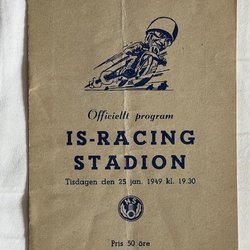 Officiellt program
IS-RACING
STADION
Tisdagen den 25 jan. 1949 kl. 19.30
Pris 50 öre